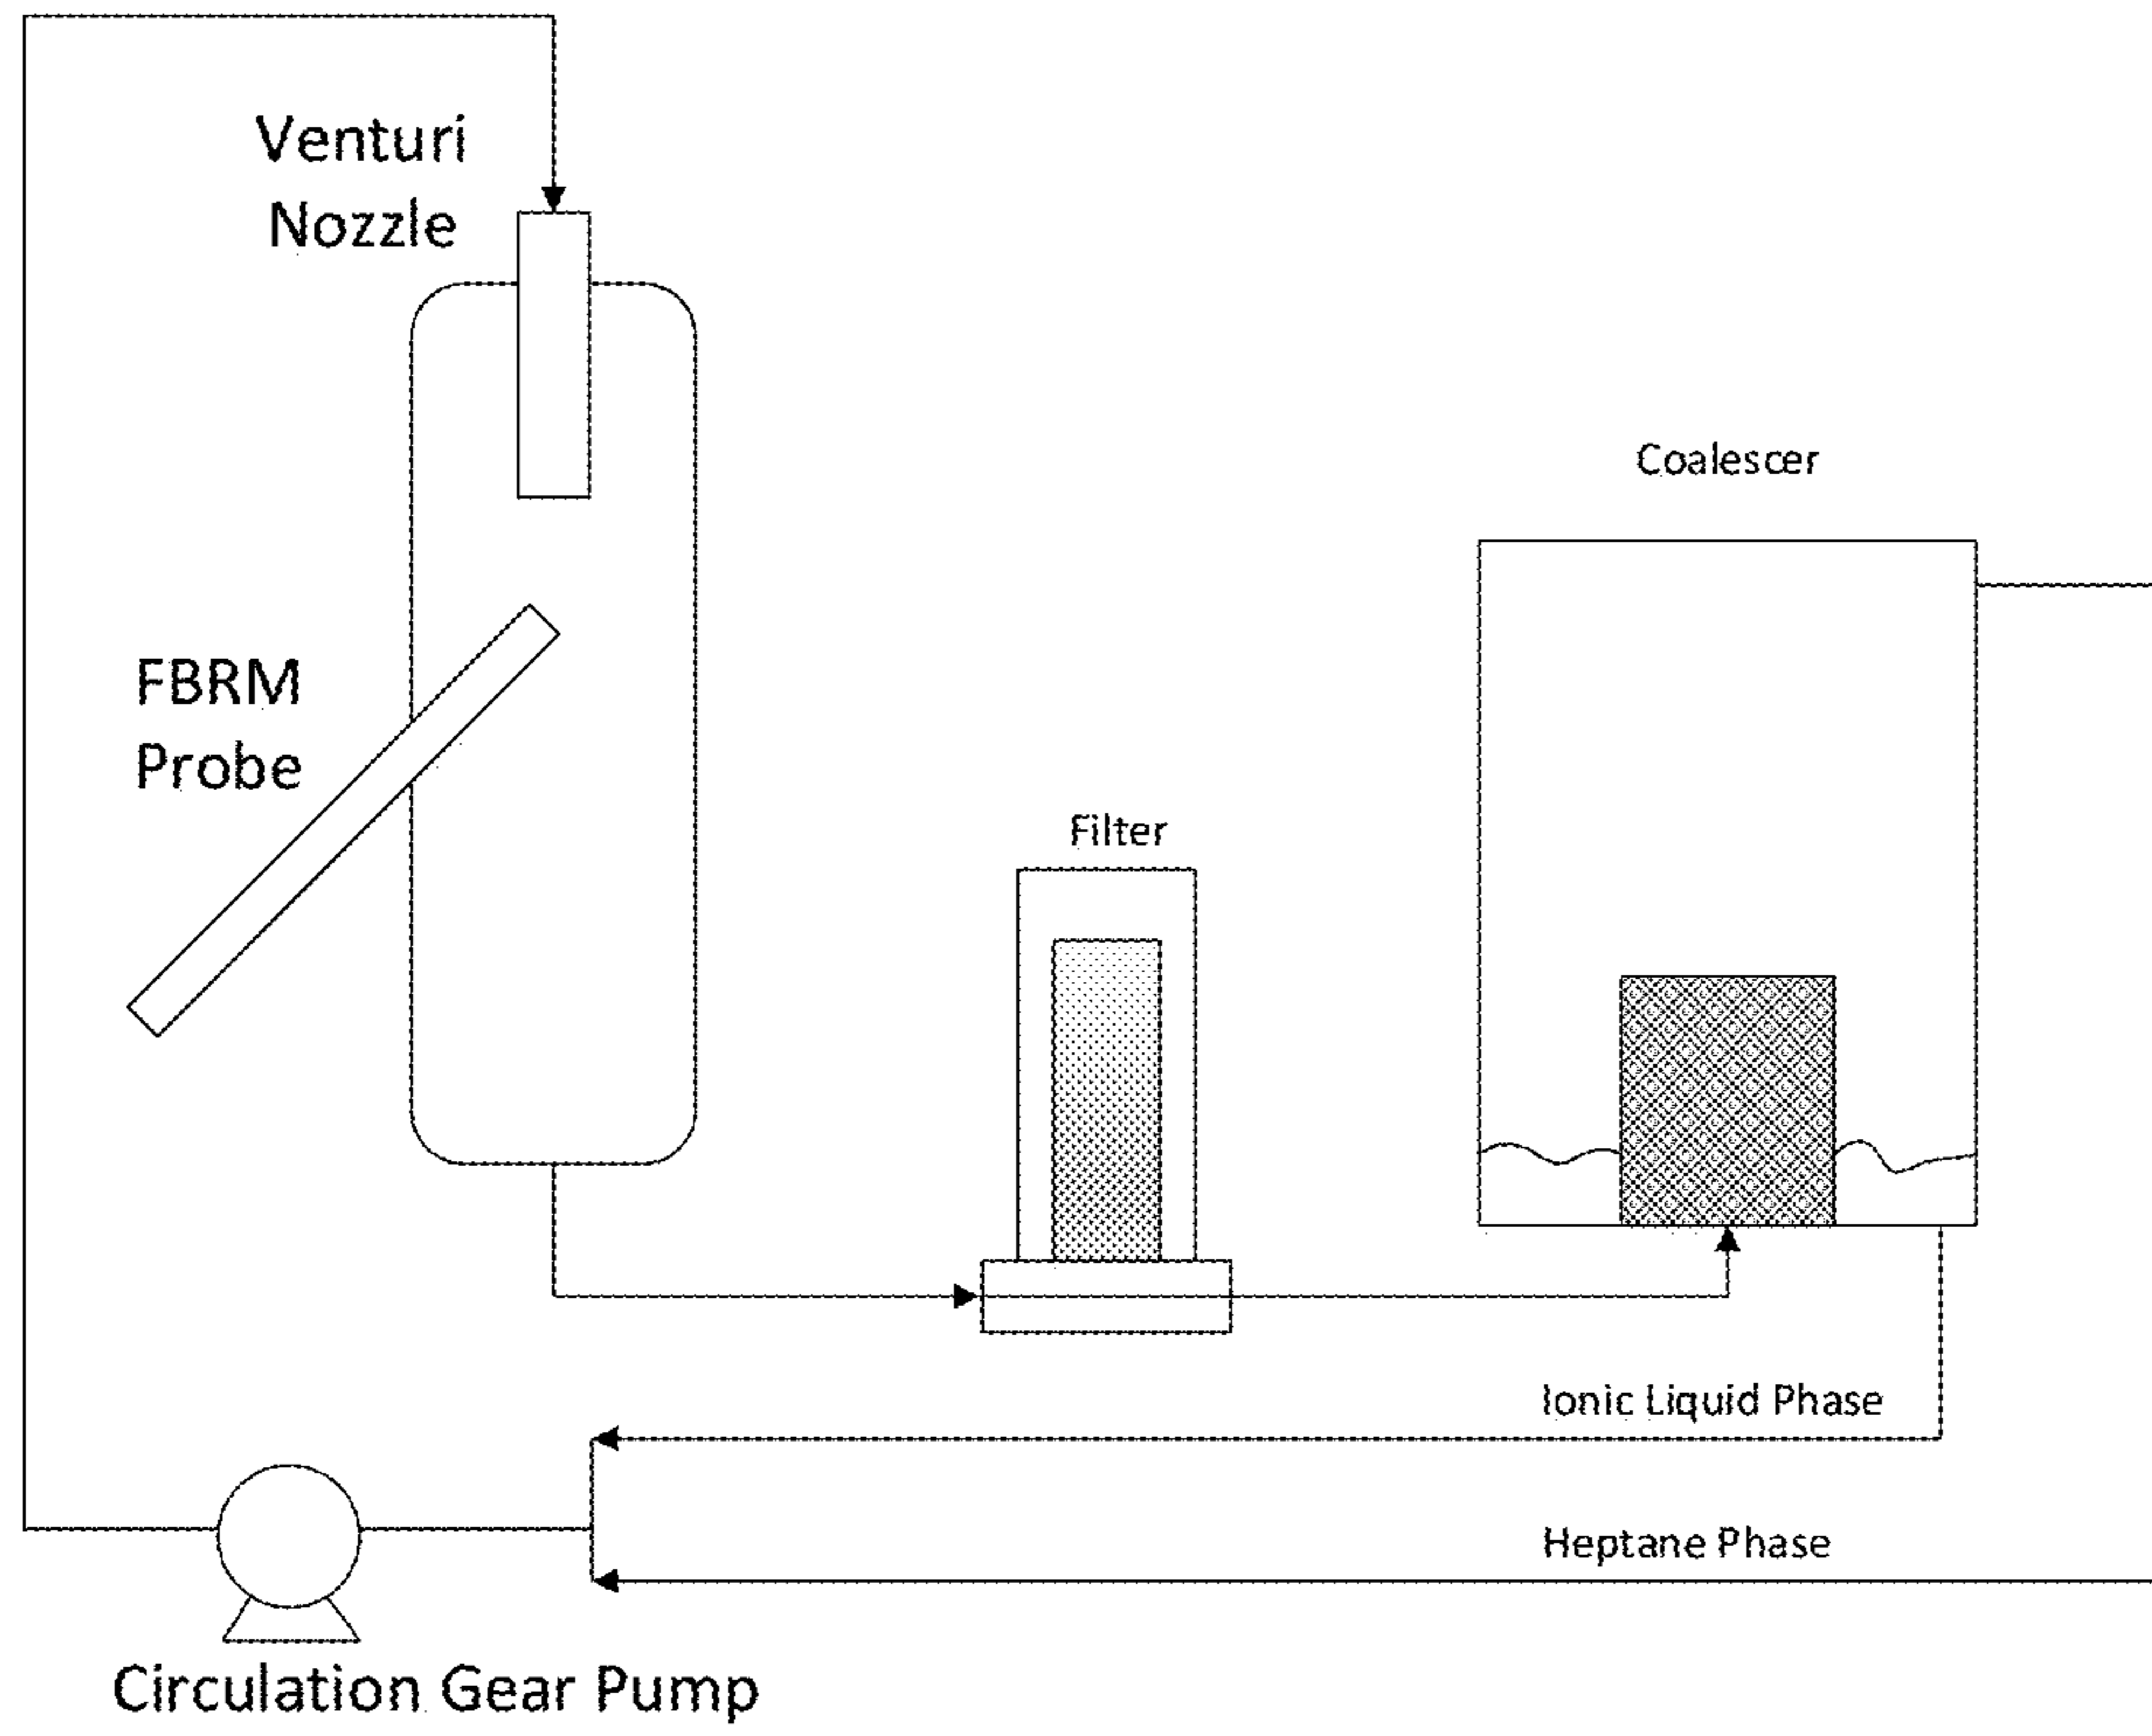 Venturi
Nozzle
Coalescer
FBRM
Probe
Filter
Ionic Liquid Phase
Heptane Phase
Circulation Gear Pump